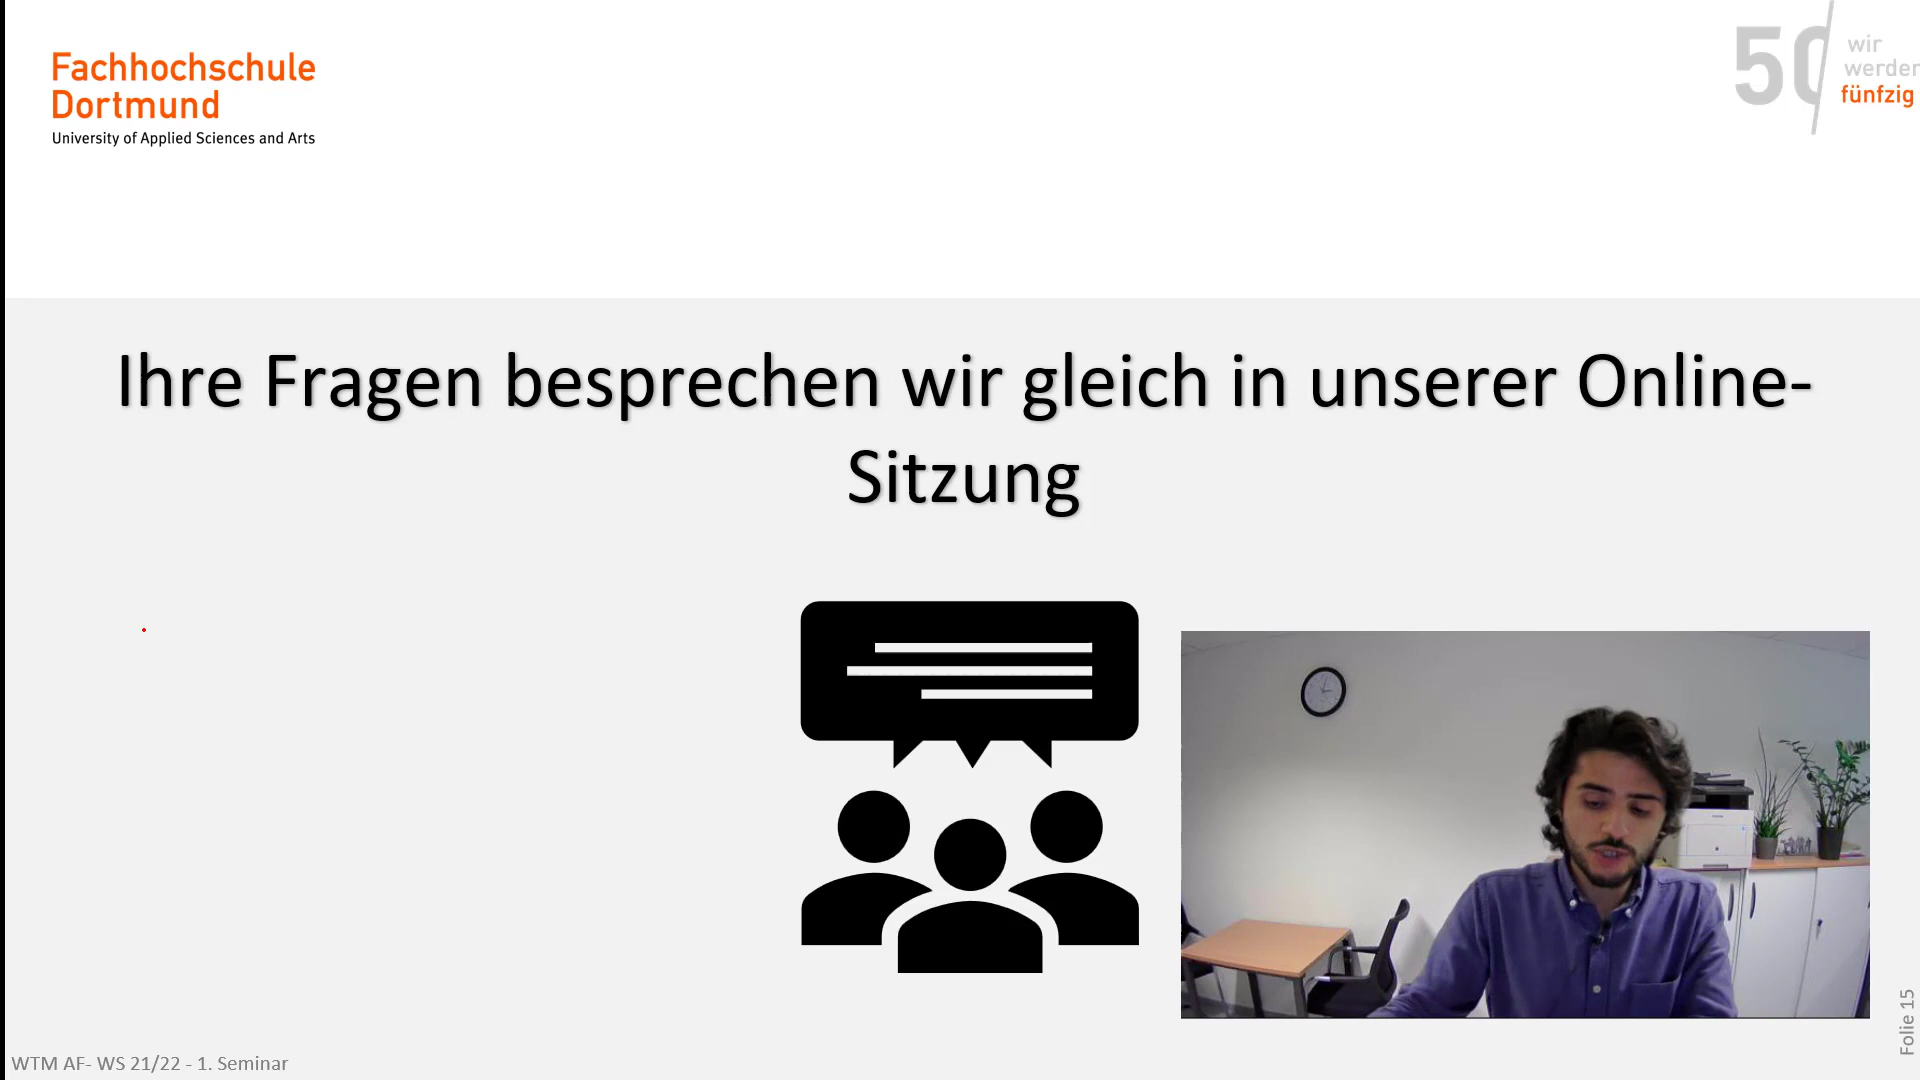 Fachhochschule
Dortmund
University of Applied Sciences and Arts
50
wir
werden
fünfzig
Ihre Fragen besprechen wir gleich in unserer Online-
Sitzung
Folie 15
WTM AF- WS 21/22 - 1. Seminar